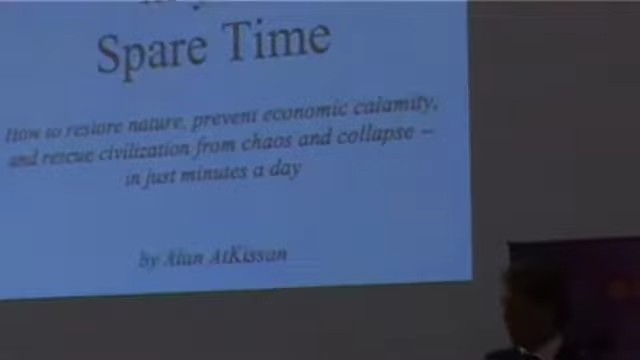 Spare Time
How to restore nature, prevent economic calamity,
and rescue civilization from chaos and collapse –
in just minutes a day
by Alan AtKisson